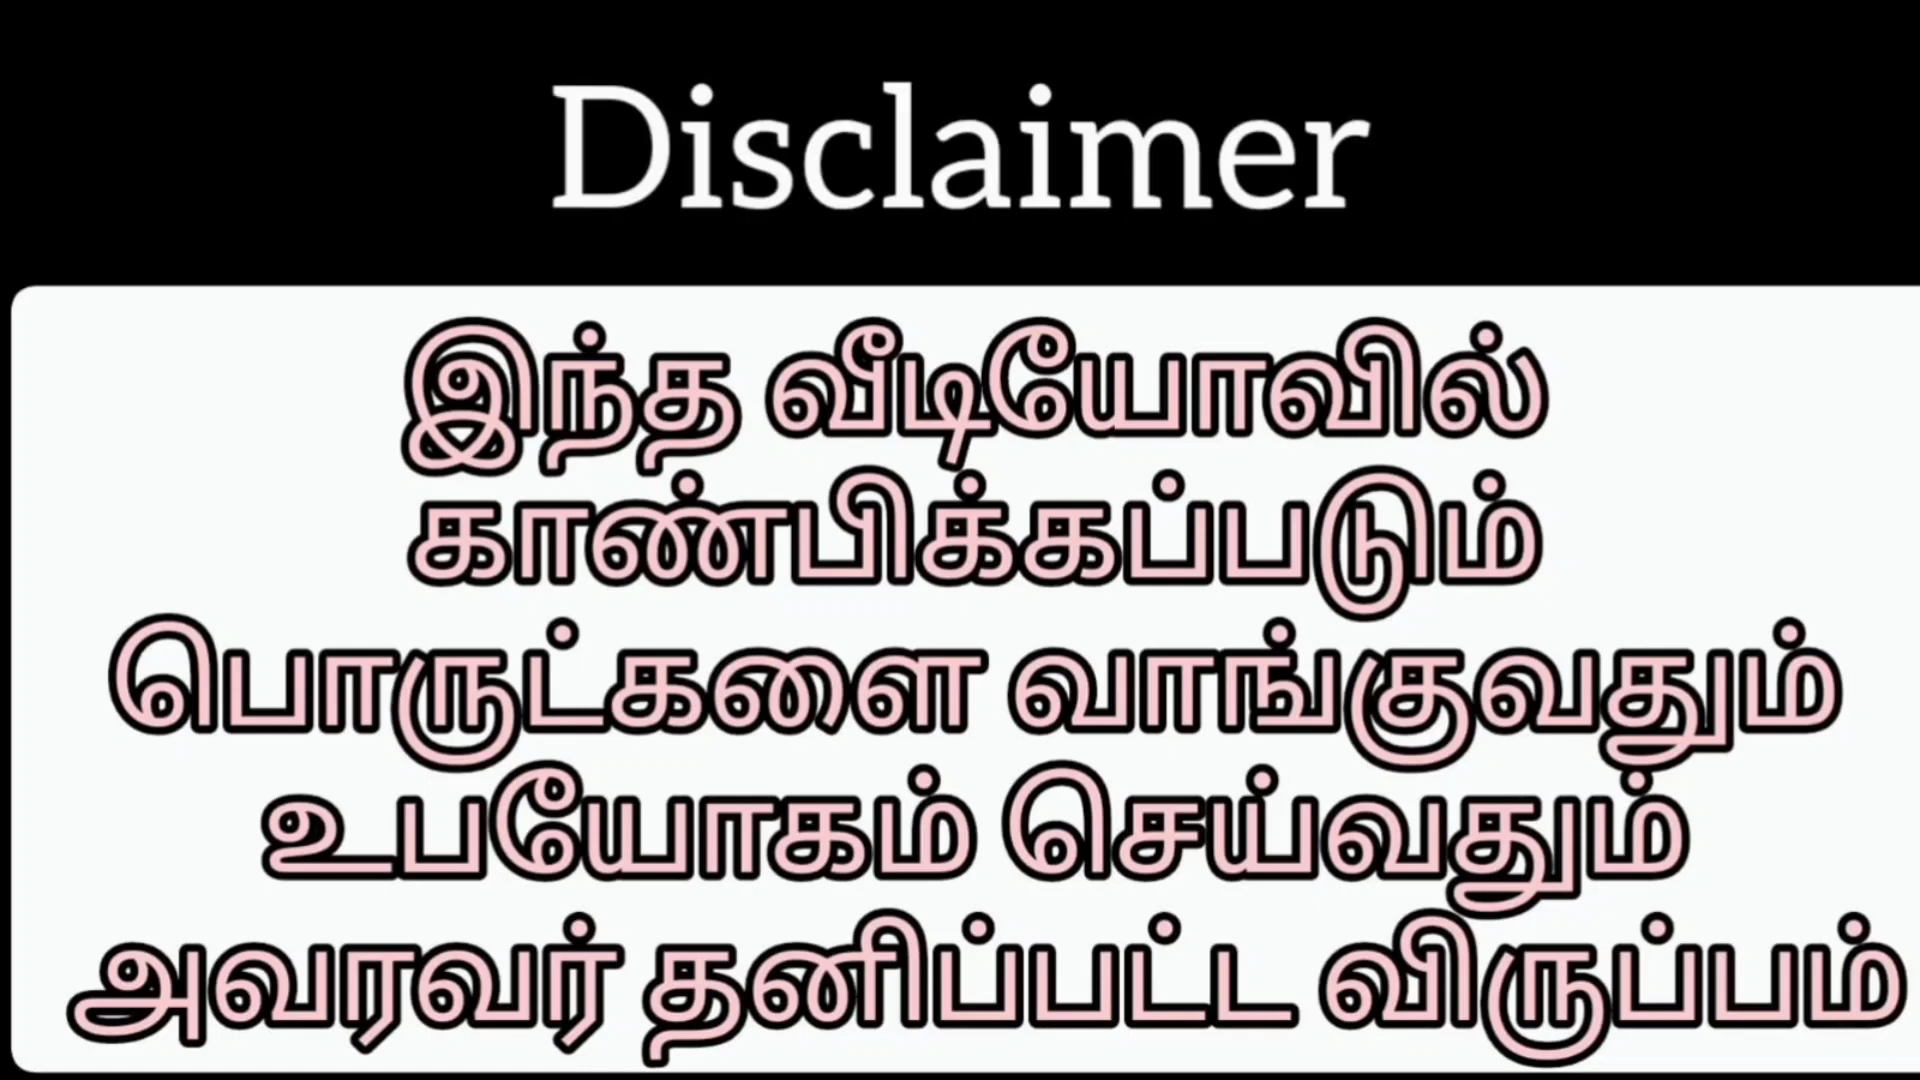 Disclaimer
இந்த வீடியோவில்
காண்பிக்கப்படும்
பொருட்களை வாங்குவதும்
உபயோகம் செய்வதும்
அவரவர் தனிப்பட்ட விருப்பம்